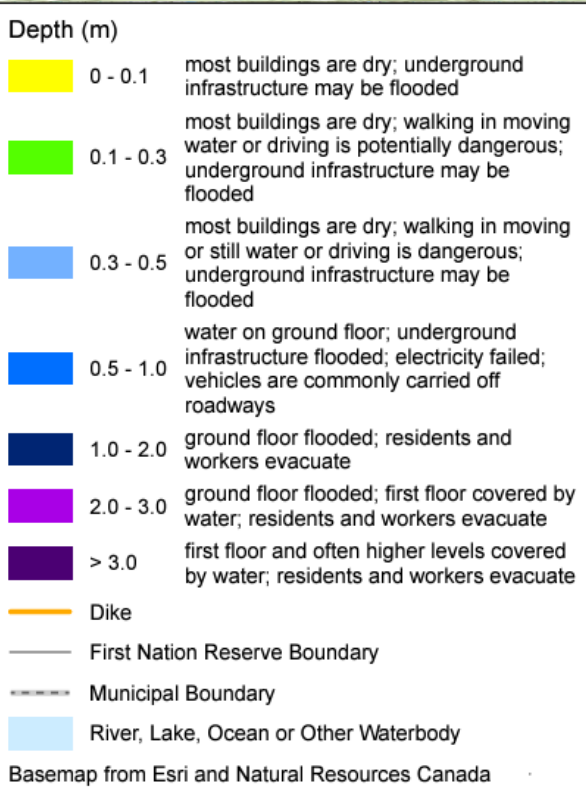 Depth (m)
0 - 0.1
most buildings are dry; underground
infrastructure may be flooded
0.1 - 0.3
most buildings are dry; walking in moving
water or driving is potentially dangerous;
underground infrastructure may be
flooded
0.3 - 0.5
most buildings are dry; walking in moving
or still water or driving is dangerous;
underground infrastructure may be
flooded
0.5 - 1.0
water on ground floor; underground
infrastructure flooded; electricity failed;
vehicles are commonly carried off
roadways
1.0 - 2.0
ground floor flooded; residents and
workers evacuate
2.0 - 3.0
ground floor flooded; first floor covered by
water; residents and workers evacuate
> 3.0
first floor and often higher levels covered
by water; residents and workers evacuate
Dike
First Nation Reserve Boundary
Municipal Boundary
River, Lake, Ocean or Other Waterbody
Basemap from Esri and Natural Resources Canada